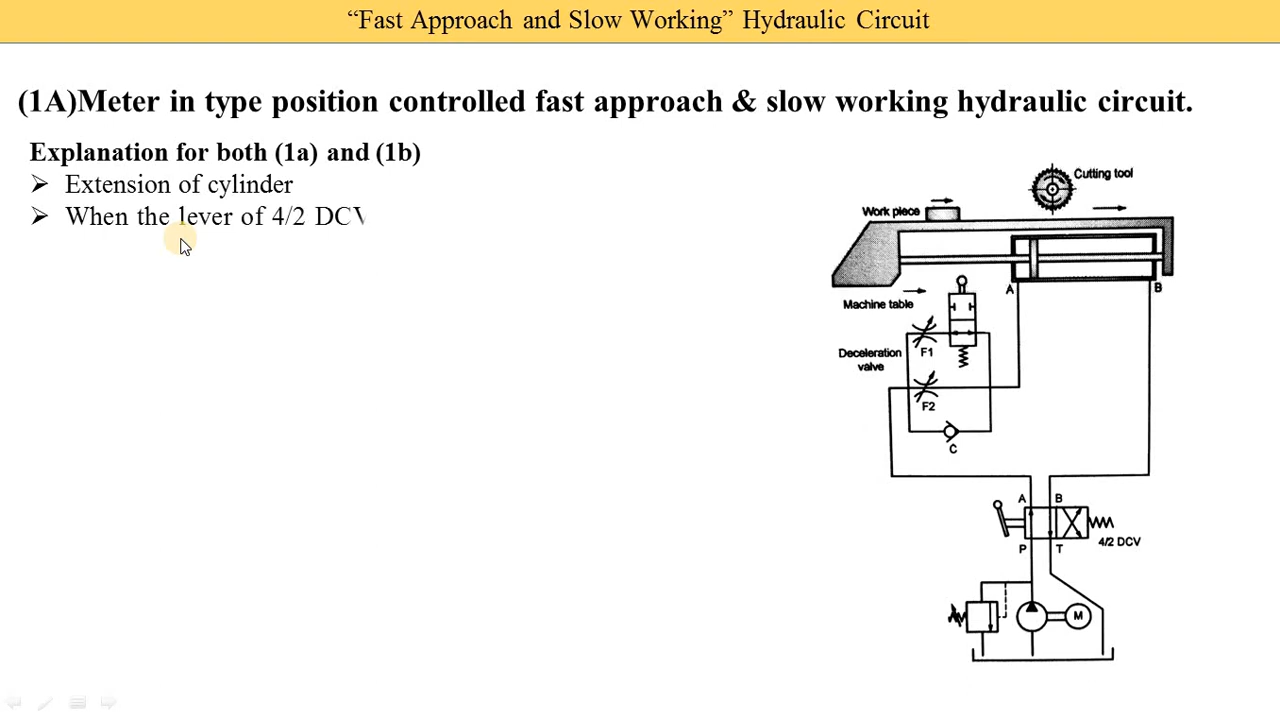 “Fast Approach and Slow Working” Hydraulic Circuit
(1A)Meter in type position controlled fast approach & slow working hydraulic circuit.
Explanation for both (1a) and (1b)
➢ Extension of cylinder
➢ When the lever of 4/2 DCV
Cutting tool
Work piece
A
B
Machine table
Deceleration
valve
F1
F2
C
A
B
P
T
4/2 DCV
M